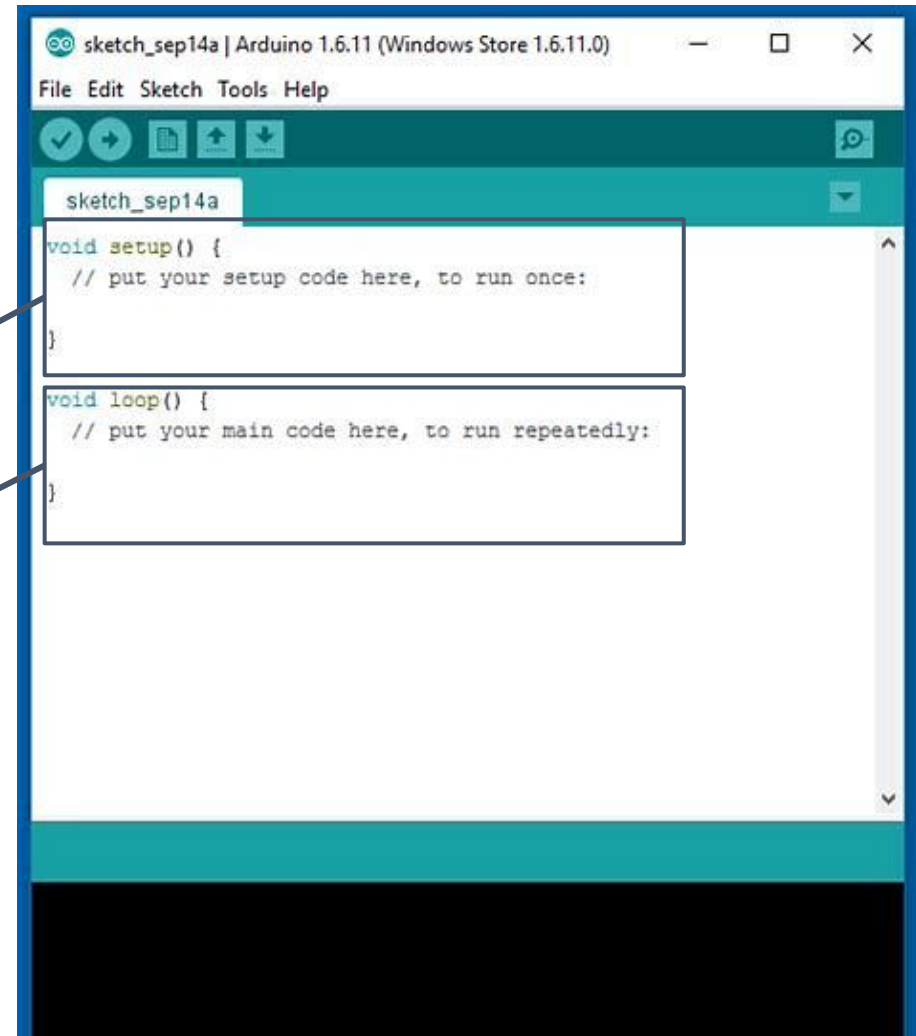 sketch_sep14a | Arduino 1.6.11 (Windows Store 1.6.11.0)
File Edit Sketch Tools Help
sketch_sep14a
void setup() {
  // put your setup code here, to run once:
}
void loop() {
  // put your main code here, to run repeatedly:
}